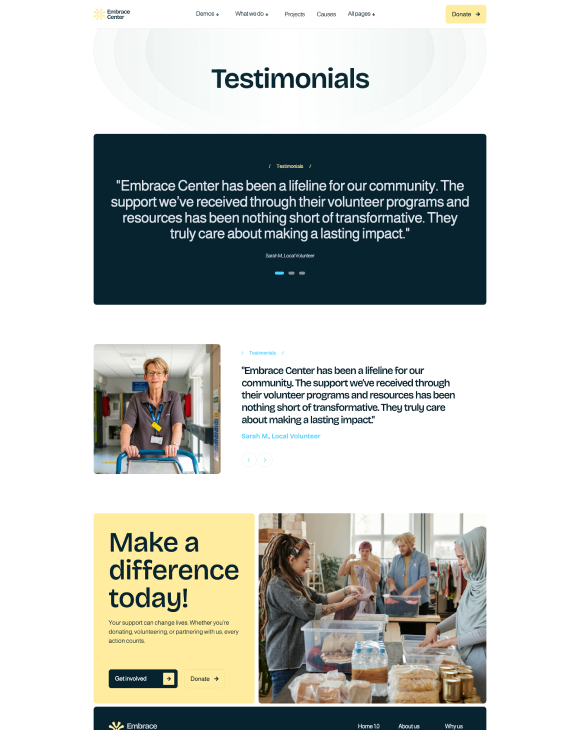 Embrace
Center
Demos +
What we do +
Projects
Causes
All pages +
Donate →
Testimonials
/ Testimonials /
"Embrace Center has been a lifeline for our community. The
support we've received through their volunteer programs and
resources has been nothing short of transformative. They
truly care about making a lasting impact."
Sarah M, Local Volunteer
/ Testimonials /
"Embrace Center has been a lifeline for our
community. The support we've received through
their volunteer programs and resources has been
nothing short of transformative. They truly care
about making a lasting impact."
Sarah M., Local Volunteer
Make a
difference
today!
Your support can change lives. Whether you're
donating, volunteering, or partnering with us, every
action counts.
Get involved →
Donate →
Embrace
Home 1.0
About us
Why us